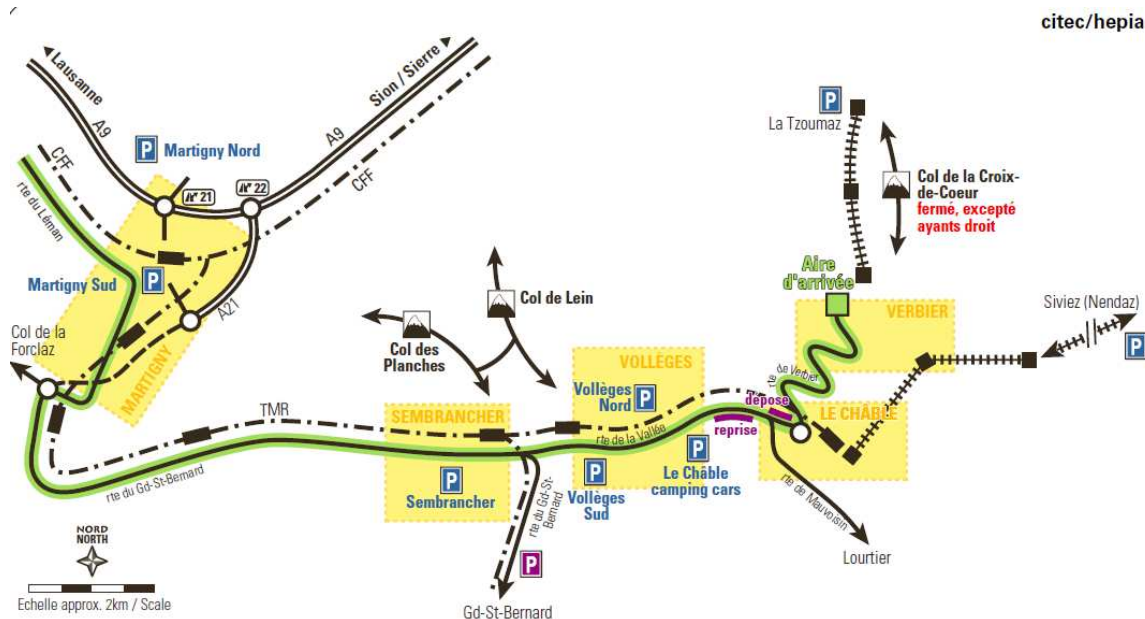 citec/hepia
Lausanne
Sion / Sierre
A9
A9
CFF
CFF
P
Martigny Nord
21
22
rte du Léman
P
Martigny Sud
A21
Col de la
Forclaz
MARTIGNY
P
La Tzoumaz
Col de la Croix-
de-Coeur
fermé, excepté
ayants droit
Aire
d'arrivée
VERBIER
Siviez (Nendaz)
P
Col de Lein
Col des
Planches
VOLLÈGES
Vollèges
Nord
P
rte de Verbier
dépose
LE CHÂBLE
TMR
SEMBRANCHER
rte de la Vallée
reprise
rte du Gd-St-Bernard
P
Sembrancher
rte du Gd-St-
Bernard
P
Vollèges
Sud
P
Le Châble
camping cars
rte de Mauvoisin
Lourtier
P
Gd-St-Bernard
NORD
NORTH
Echelle approx. 2km / Scale